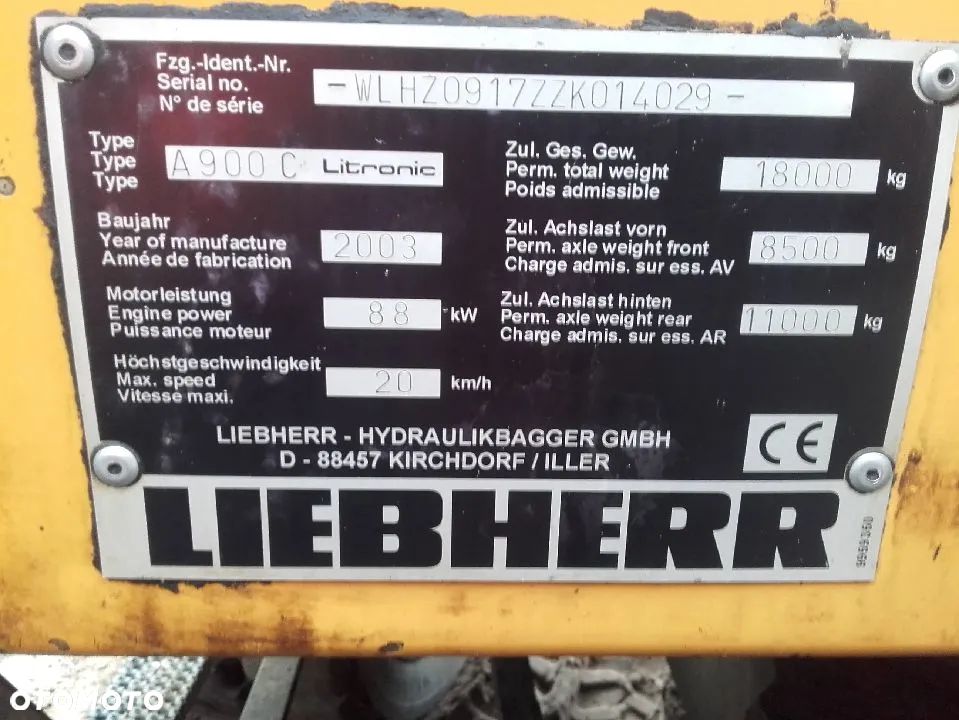 Fzg.-Ident.-Nr.
Serial no.
N° de série
-WLHZ0917ZZK014029-
Type
Type
Type
A900 C Litronic
Baujahr
Year of manufacture
Année de fabrication
2003
Motorleistung
Engine power
Puissance moteur
88 kW
Höchstgeschwindigkeit
Max. speed
Vitesse maxi.
20 km/h
Zul. Ges. Gew.
Perm. total weight
Poids admissible
18000 kg
Zul. Achslast vorn
Perm. axle weight front
Charge admis. sur ess. AV
8500 kg
Zul. Achslast hinten
Perm. axle weight rear
Charge admis. sur ess. AR
11000 kg
LIEBHERR - HYDRAULIKBAGGER GMBH
D - 88457 KIRCHDORF / ILLER
CE
LIEBHERR
OTOMOTO